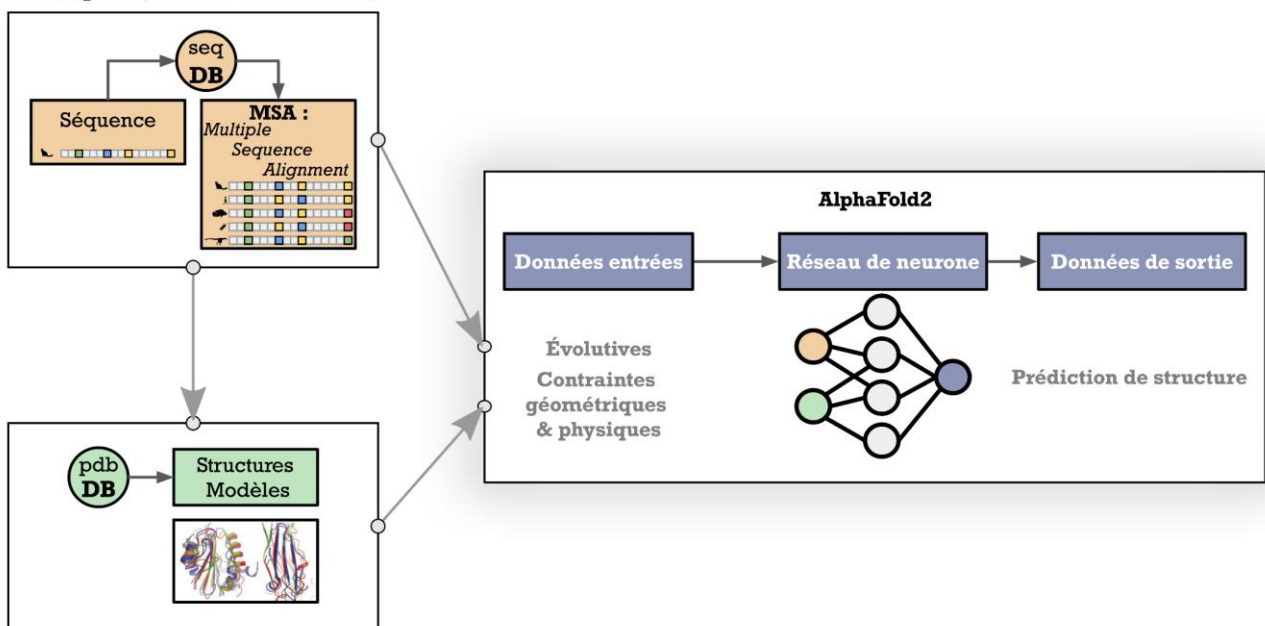 seq
DB
Séquence
MSA :
Multiple
Sequence
Alignment
pdb
DB
Structures
Modèles
AlphaFold2
Données entrées
Réseau de neurone
Données de sortie
Évolutives
Contraintes
géométriques
& physiques
Prédiction de structure